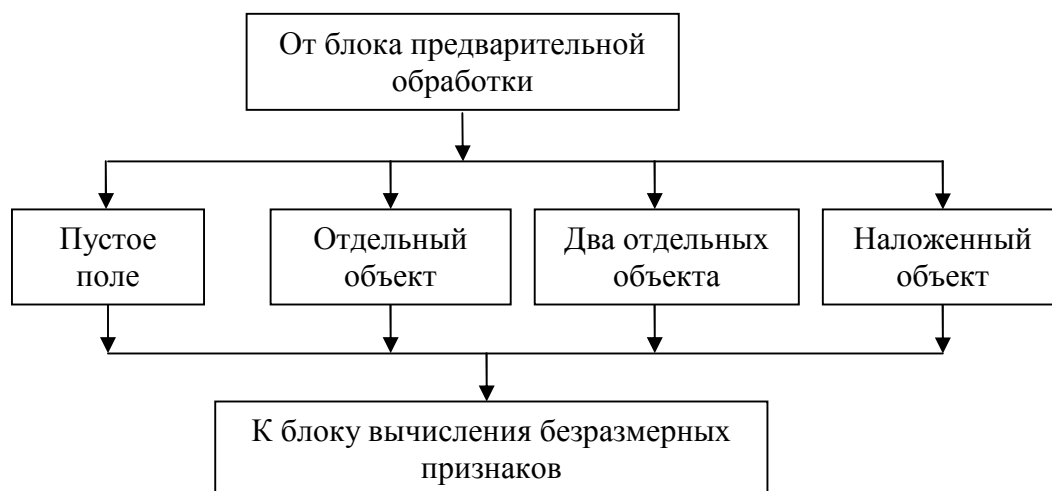 От блока предварительной
обработки
Пустое
поле
Отдельный
объект
Два отдельных
объекта
Наложенный
объект
К блоку вычисления безразмерных
признаков